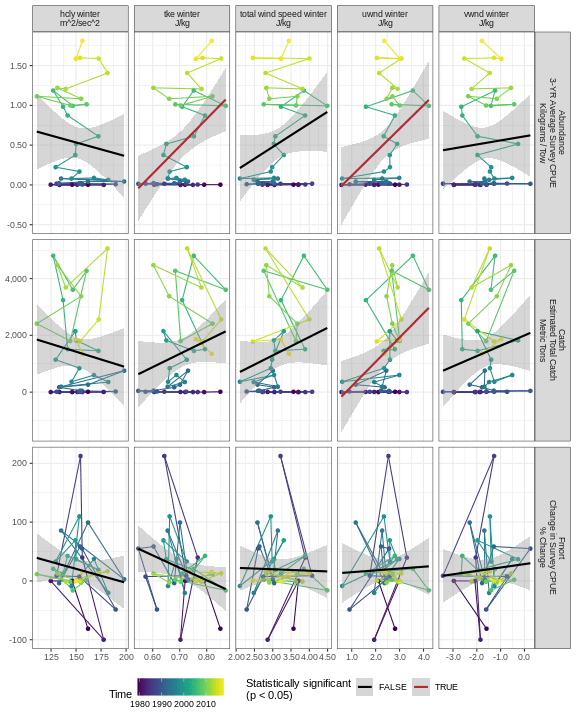 hcly winter
m^2/sec^2
tke winter
J/kg
total wind speed winter
J/kg
uwnd winter
J/kg
vwnd winter
J/kg
1.50
1.00
0.50
0.00
-0.50
Abundance
3-YR Average Survey CPUE
Kilograms / Tow
4,000
2,000
0
Catch
Estimated Total Catch
Metric Tons
200
100
0
-100
Fmort
Change in Survey CPUE
% Change
125 150 175 200
0.60 0.70 0.80
2.00 2.50 3.00 3.50 4.00 4.50
1.0 2.0 3.0 4.0
-3.0 -2.0 -1.0 0.0
Time
1980 1990 2000 2010
Statistically significant
(p < 0.05)
FALSE
TRUE